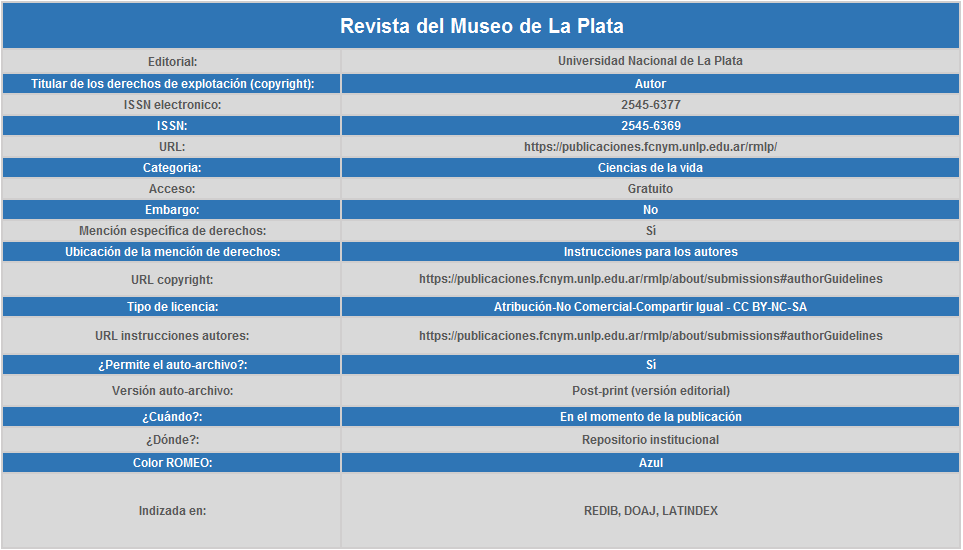 Revista del Museo de La Plata
Editorial: Universidad Nacional de La Plata
Titular de los derechos de explotación (copyright): Autor
ISSN electronico: 2545-6377
ISSN: 2545-6369
URL: https://publicaciones.fcnym.unlp.edu.ar/rmlp/
Categoria: Ciencias de la vida
Acceso: Gratuito
Embargo: No
Mención específica de derechos: Sí
Ubicación de la mención de derechos: Instrucciones para los autores
URL copyright: https://publicaciones.fcnym.unlp.edu.ar/rmlp/about/submissions#authorGuidelines
Tipo de licencia: Atribución-No Comercial-Compartir Igual - CC BY-NC-SA
URL instrucciones autores: https://publicaciones.fcnym.unlp.edu.ar/rmlp/about/submissions#authorGuidelines
¿Permite el auto-archivo?: Sí
Versión auto-archivo: Post-print (versión editorial)
¿Cuándo?: En el momento de la publicación
¿Dónde?: Repositorio institucional
Color ROMEO: Azul
Indizada en: REDIB, DOAJ, LATINDEX